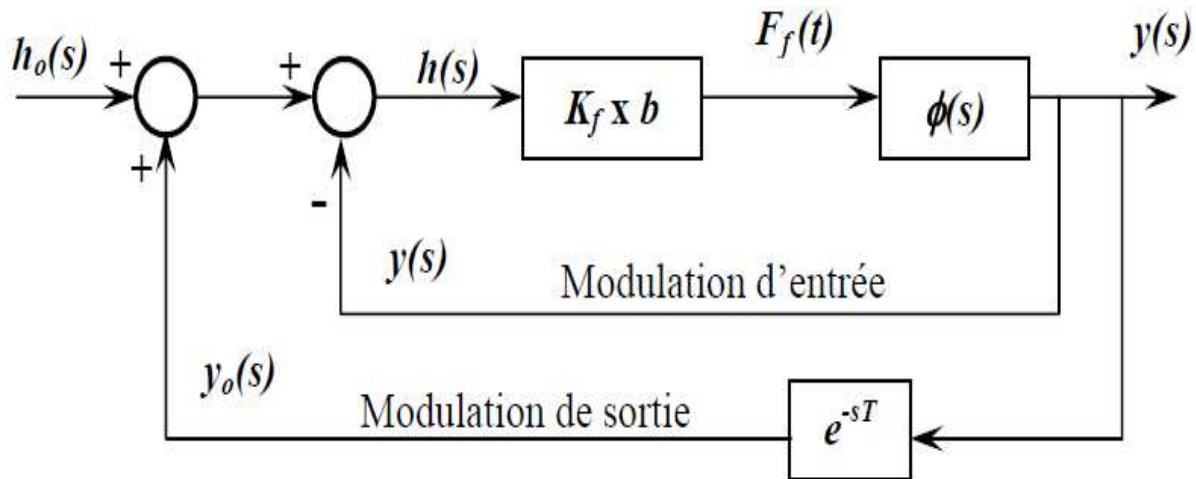 h_o(s)
+
+
h(s)
K_f x b
F_f(t)
ϕ(s)
y(s)
+
-
y(s)
Modulation d'entrée
y_o(s)
Modulation de sortie
e^{-sT}